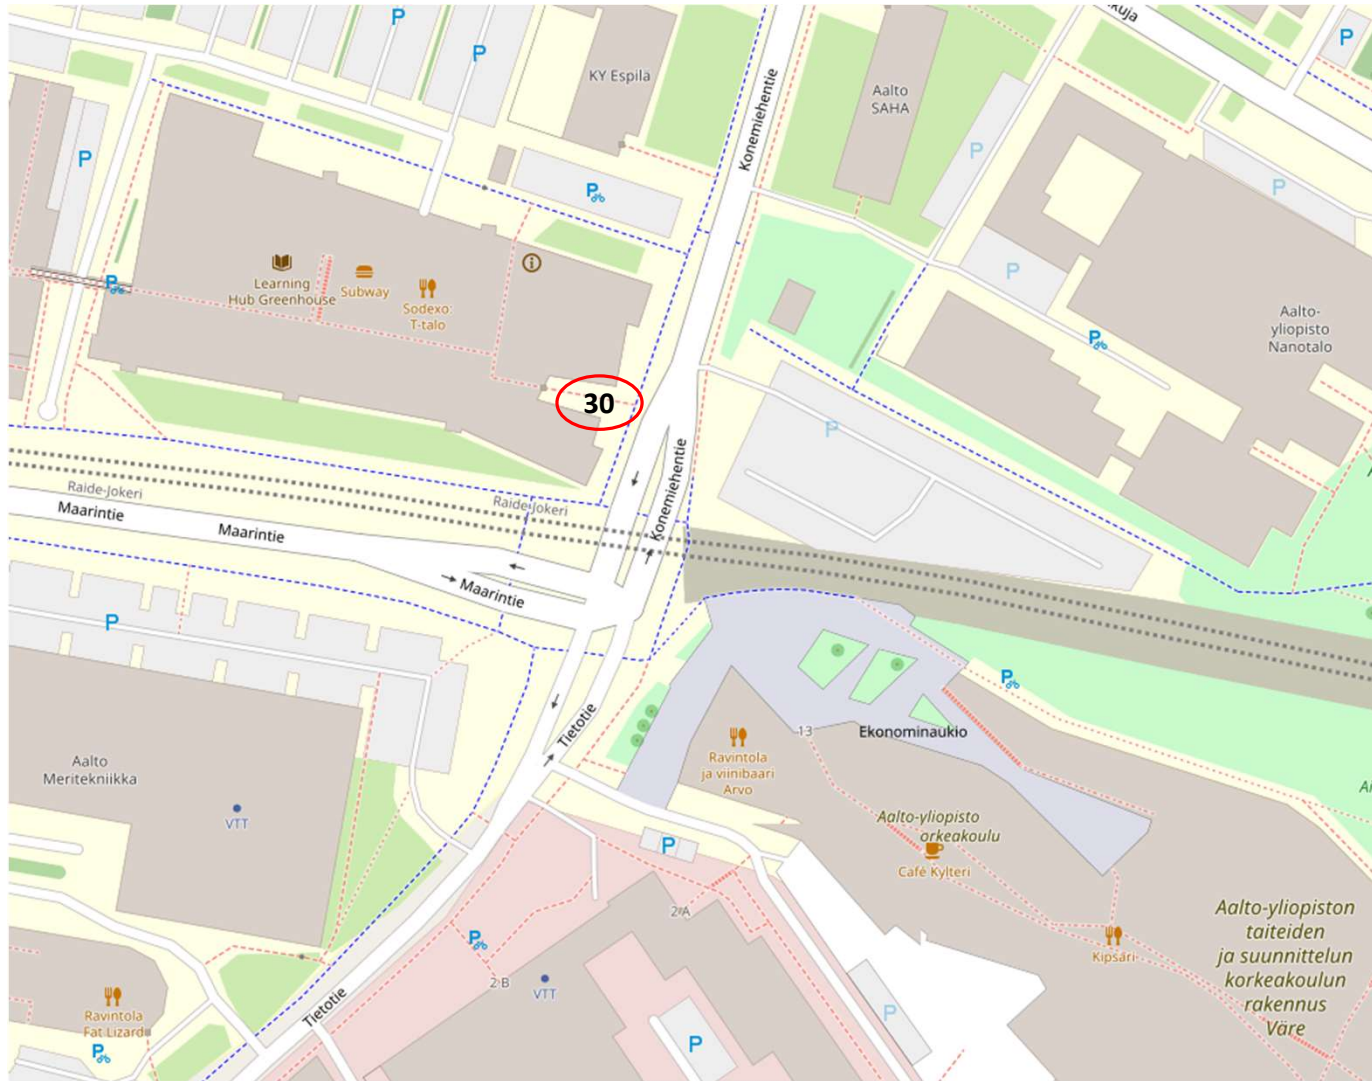 P
P
P
kuja
KY Espila
Konemiehentie
Aalto
SAHA
P
P
P
P
P
P
Learning
Hub Greenhouse
Subway
Sodexo:
T-talo
P
P
Aalto-
yliopisto
Nanotalo
30
P
Konemiehentie
Raide-Jokeri
Raide-Jokeri
Maarintie
Maarintie
Maarintie
P
P
Tietotie
13
Ekonominaukio
Ravintola
ja viinibaari
Arvo
Aalto
Meritekniikka
VTT
Aalto-yliopisto
orkeakoulu
Café Kylteri
P
2 A
P
2 B
VTT
Kipsari
Aalto-yliopiston
taiteiden
ja suunnittelun
korkeakoulun
rakennus
Väre
Tietotie
Ravintola
Fat Lizard
P
P
P